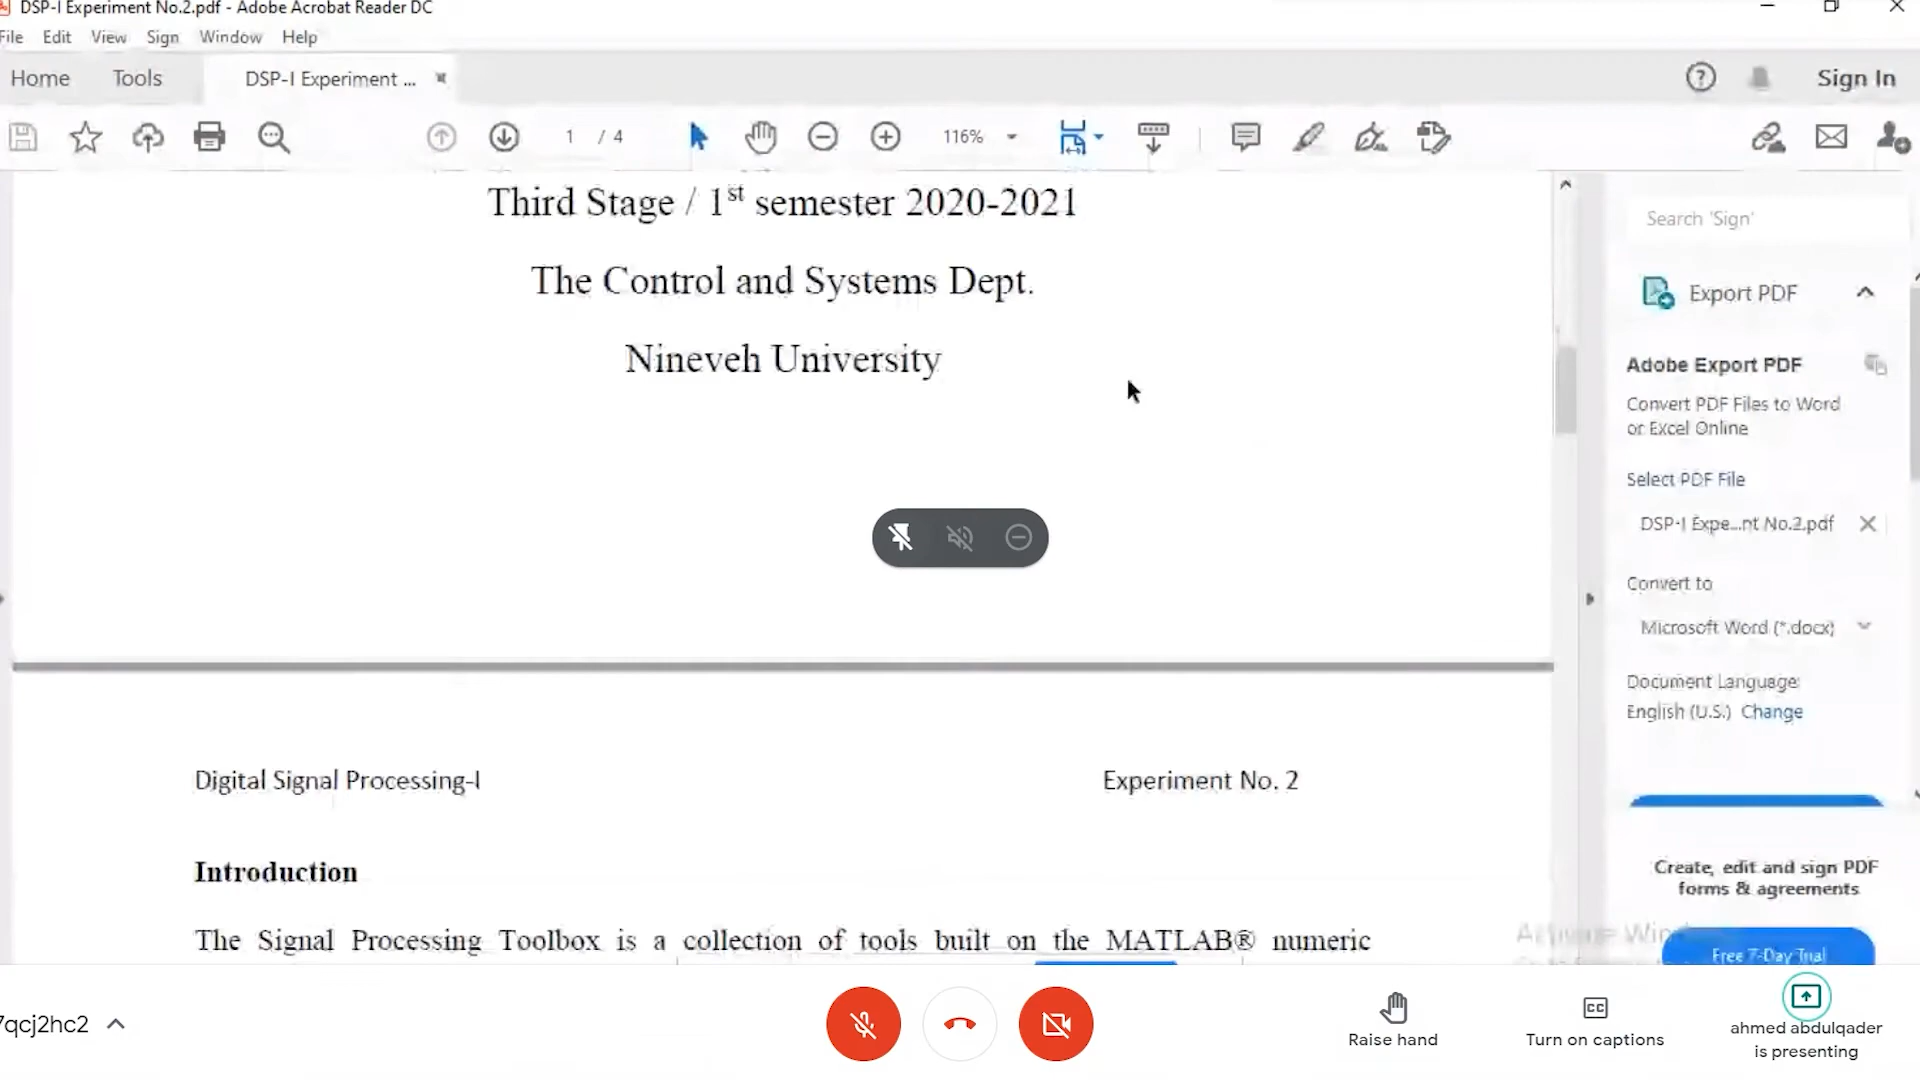 DSP-I Experiment No.2.pdf - Adobe Acrobat Reader DC
File Edit View Sign Window Help
Home Tools DSP-I Experiment ... Sign In
1 / 4 116%
Third Stage / 1st semester 2020-2021
The Control and Systems Dept.
Nineveh University
Digital Signal Processing-I Experiment No. 2
Introduction
The Signal Processing Toolbox is a collection of tools built on the MATLAB® numeric
Search 'Sign'
Export PDF
Adobe Export PDF
Convert PDF Files to Word
or Excel Online
Select PDF File
DSP-I Expe...nt No.2.pdf
Convert to
Microsoft Word (*.docx)
Document Language:
English (U.S.) Change
Create, edit and sign PDF
forms & agreements
Activate Win
Free 7-Day Trial
7qcj2hc2
Raise hand
Turn on captions
ahmed abdulqader
is presenting